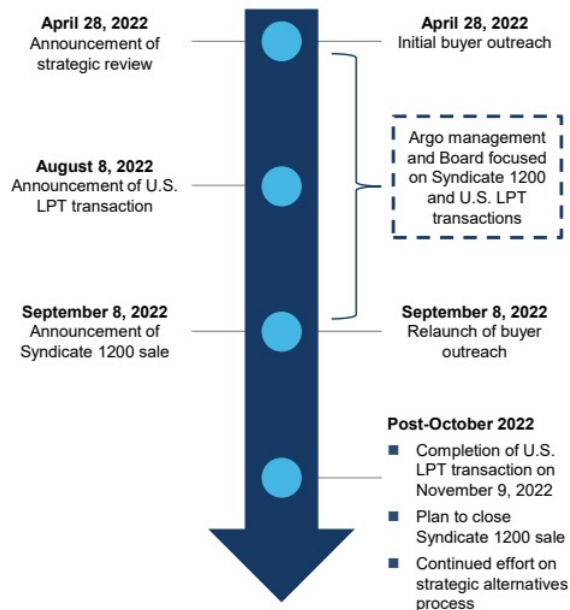 April 28, 2022
Announcement of
strategic review
April 28, 2022
Initial buyer outreach
Argo management
and Board focused
on Syndicate 1200
and U.S. LPT
transactions
August 8, 2022
Announcement of U.S.
LPT transaction
September 8, 2022
Announcement of
Syndicate 1200 sale
September 8, 2022
Relaunch of buyer
outreach
Post-October 2022
■ Completion of U.S.
LPT transaction on
November 9, 2022
■ Plan to close
Syndicate 1200 sale
■ Continued effort on
strategic alternatives
process